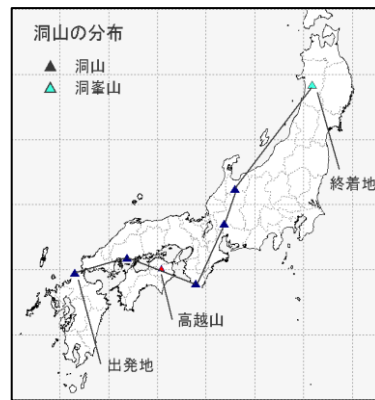 洞山の分布
洞山
洞峯山
終着地
高越山
出発地